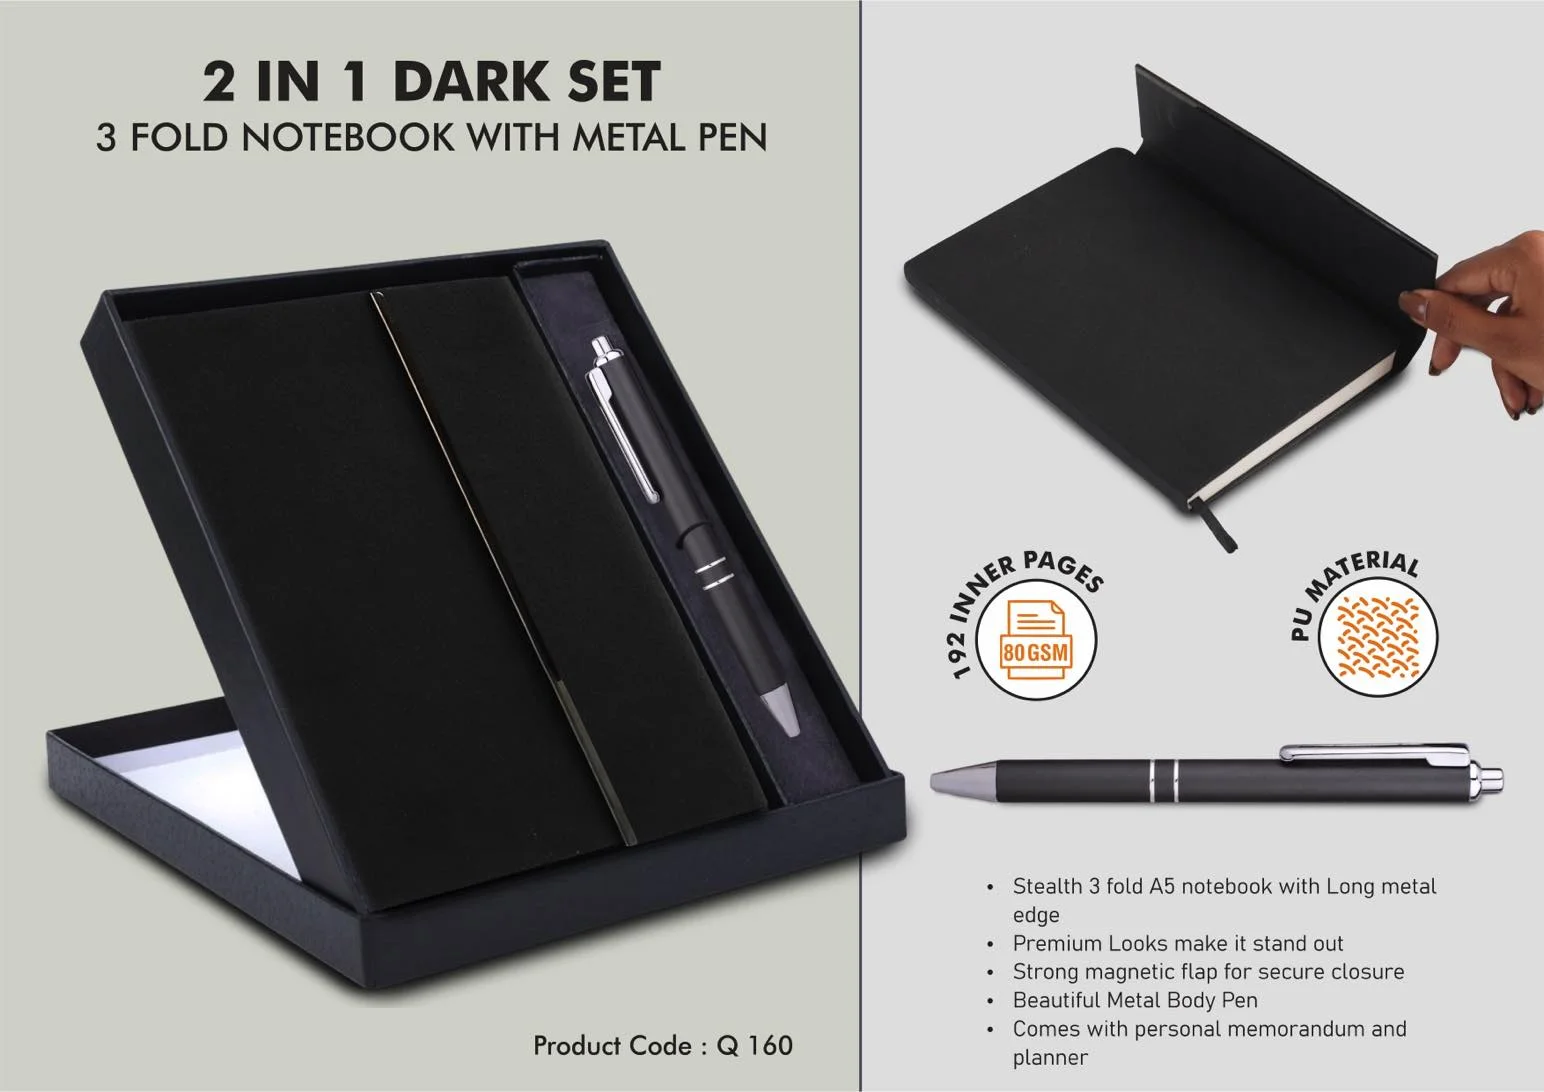 2 IN 1 DARK SET
3 FOLD NOTEBOOK WITH METAL PEN
192 INNER PAGES
80 GSM
PU MATERIAL
• Stealth 3 fold A5 notebook with Long metal
edge
• Premium Looks make it stand out
• Strong magnetic flap for secure closure
• Beautiful Metal Body Pen
• Comes with personal memorandum and
planner
Product Code : Q 160